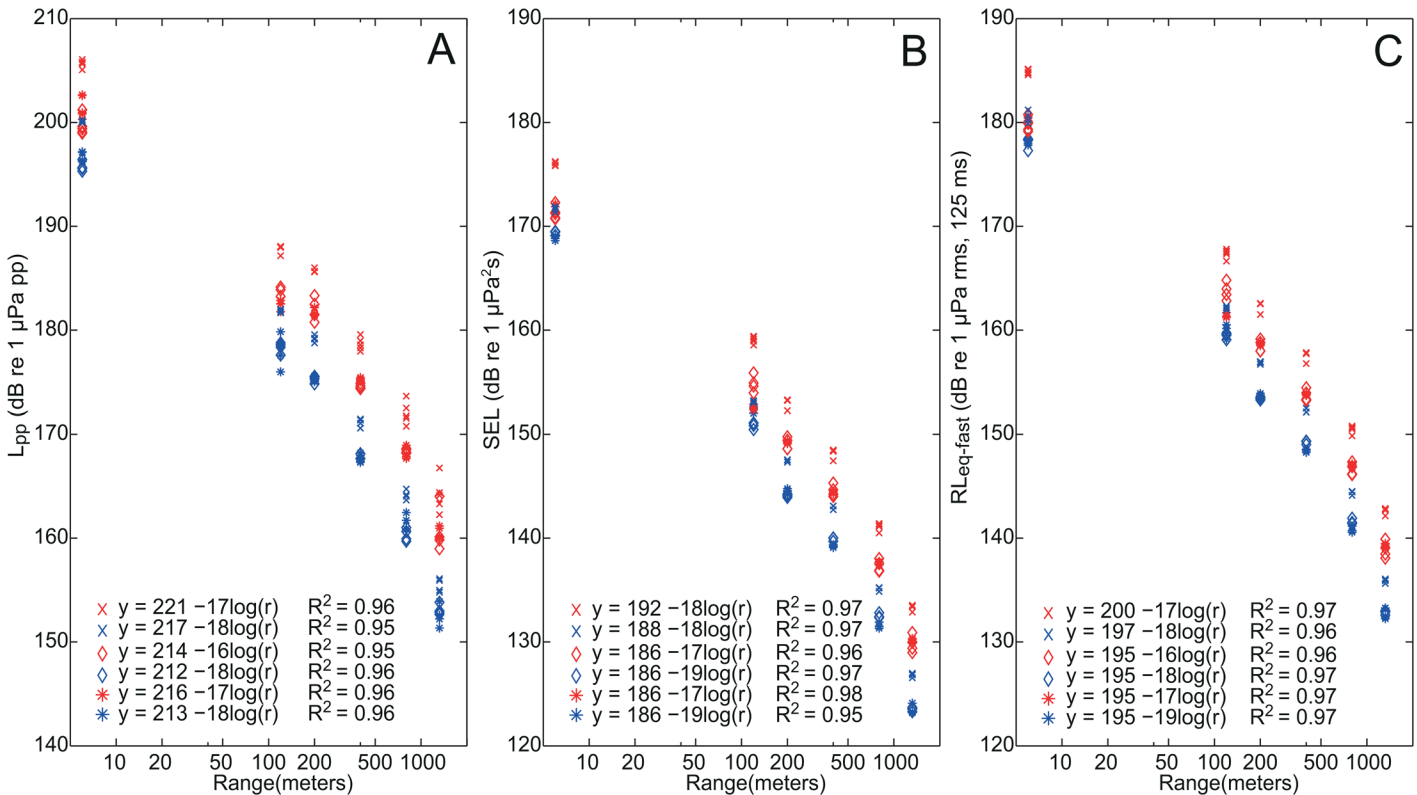 A
210
200
190
180
170
160
150
140
Lpp (dB re 1 µPa pp)
× y = 221 −17log(r) R² = 0.96
× y = 217 −18log(r) R² = 0.95
◇ y = 214 −16log(r) R² = 0.95
◇ y = 212 −18log(r) R² = 0.96
✳ y = 216 −17log(r) R² = 0.96
✳ y = 213 −18log(r) R² = 0.96
10 20 50 100 200 500 1000
Range(meters)
B
190
180
170
160
150
140
130
120
SEL (dB re 1 µPa²s)
× y = 192 −18log(r) R² = 0.97
× y = 188 −18log(r) R² = 0.97
◇ y = 186 −17log(r) R² = 0.96
◇ y = 186 −19log(r) R² = 0.97
✳ y = 186 −17log(r) R² = 0.98
✳ y = 186 −19log(r) R² = 0.95
10 20 50 100 200 500 1000
Range(meters)
C
190
180
170
160
150
140
130
120
RLeq-fast (dB re 1 µPa rms, 125 ms)
× y = 200 −17log(r) R² = 0.97
× y = 197 −18log(r) R² = 0.96
◇ y = 195 −16log(r) R² = 0.96
◇ y = 195 −18log(r) R² = 0.97
✳ y = 195 −17log(r) R² = 0.97
✳ y = 195 −19log(r) R² = 0.97
10 20 50 100 200 500 1000
Range(meters)